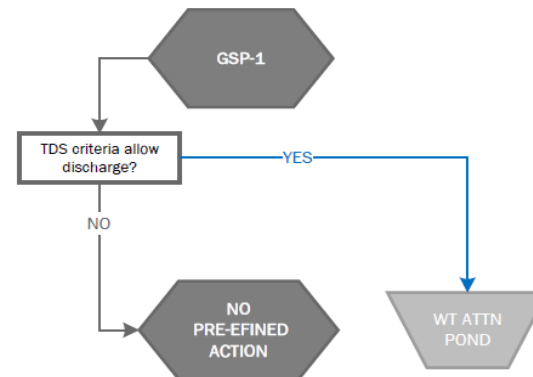 GSP-1
TDS criteria allow
discharge?
YES
NO
NO
PRE-EFINED
ACTION
WT ATTN
POND